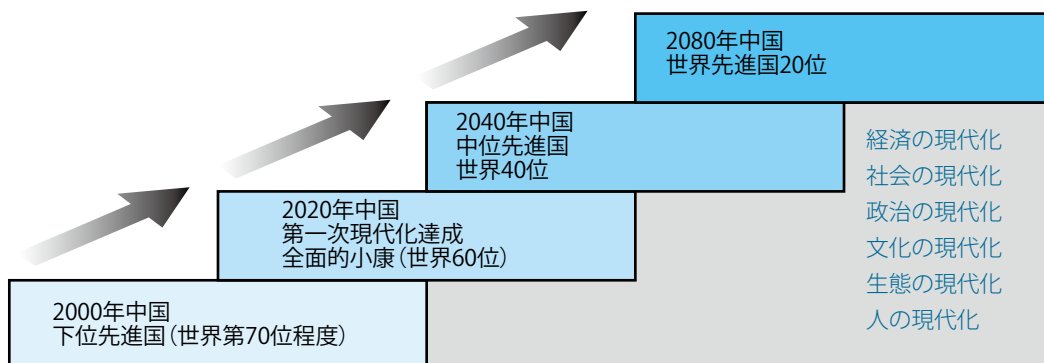 2080年中国
世界先進国20位
2040年中国
中位先進国
世界40位
2020年中国
第一次現代化達成
全面的小康(世界60位)
2000年中国
下位先進国(世界第70位程度)
経済の現代化
社会の現代化
政治の現代化
文化の現代化
生態の現代化
人の現代化